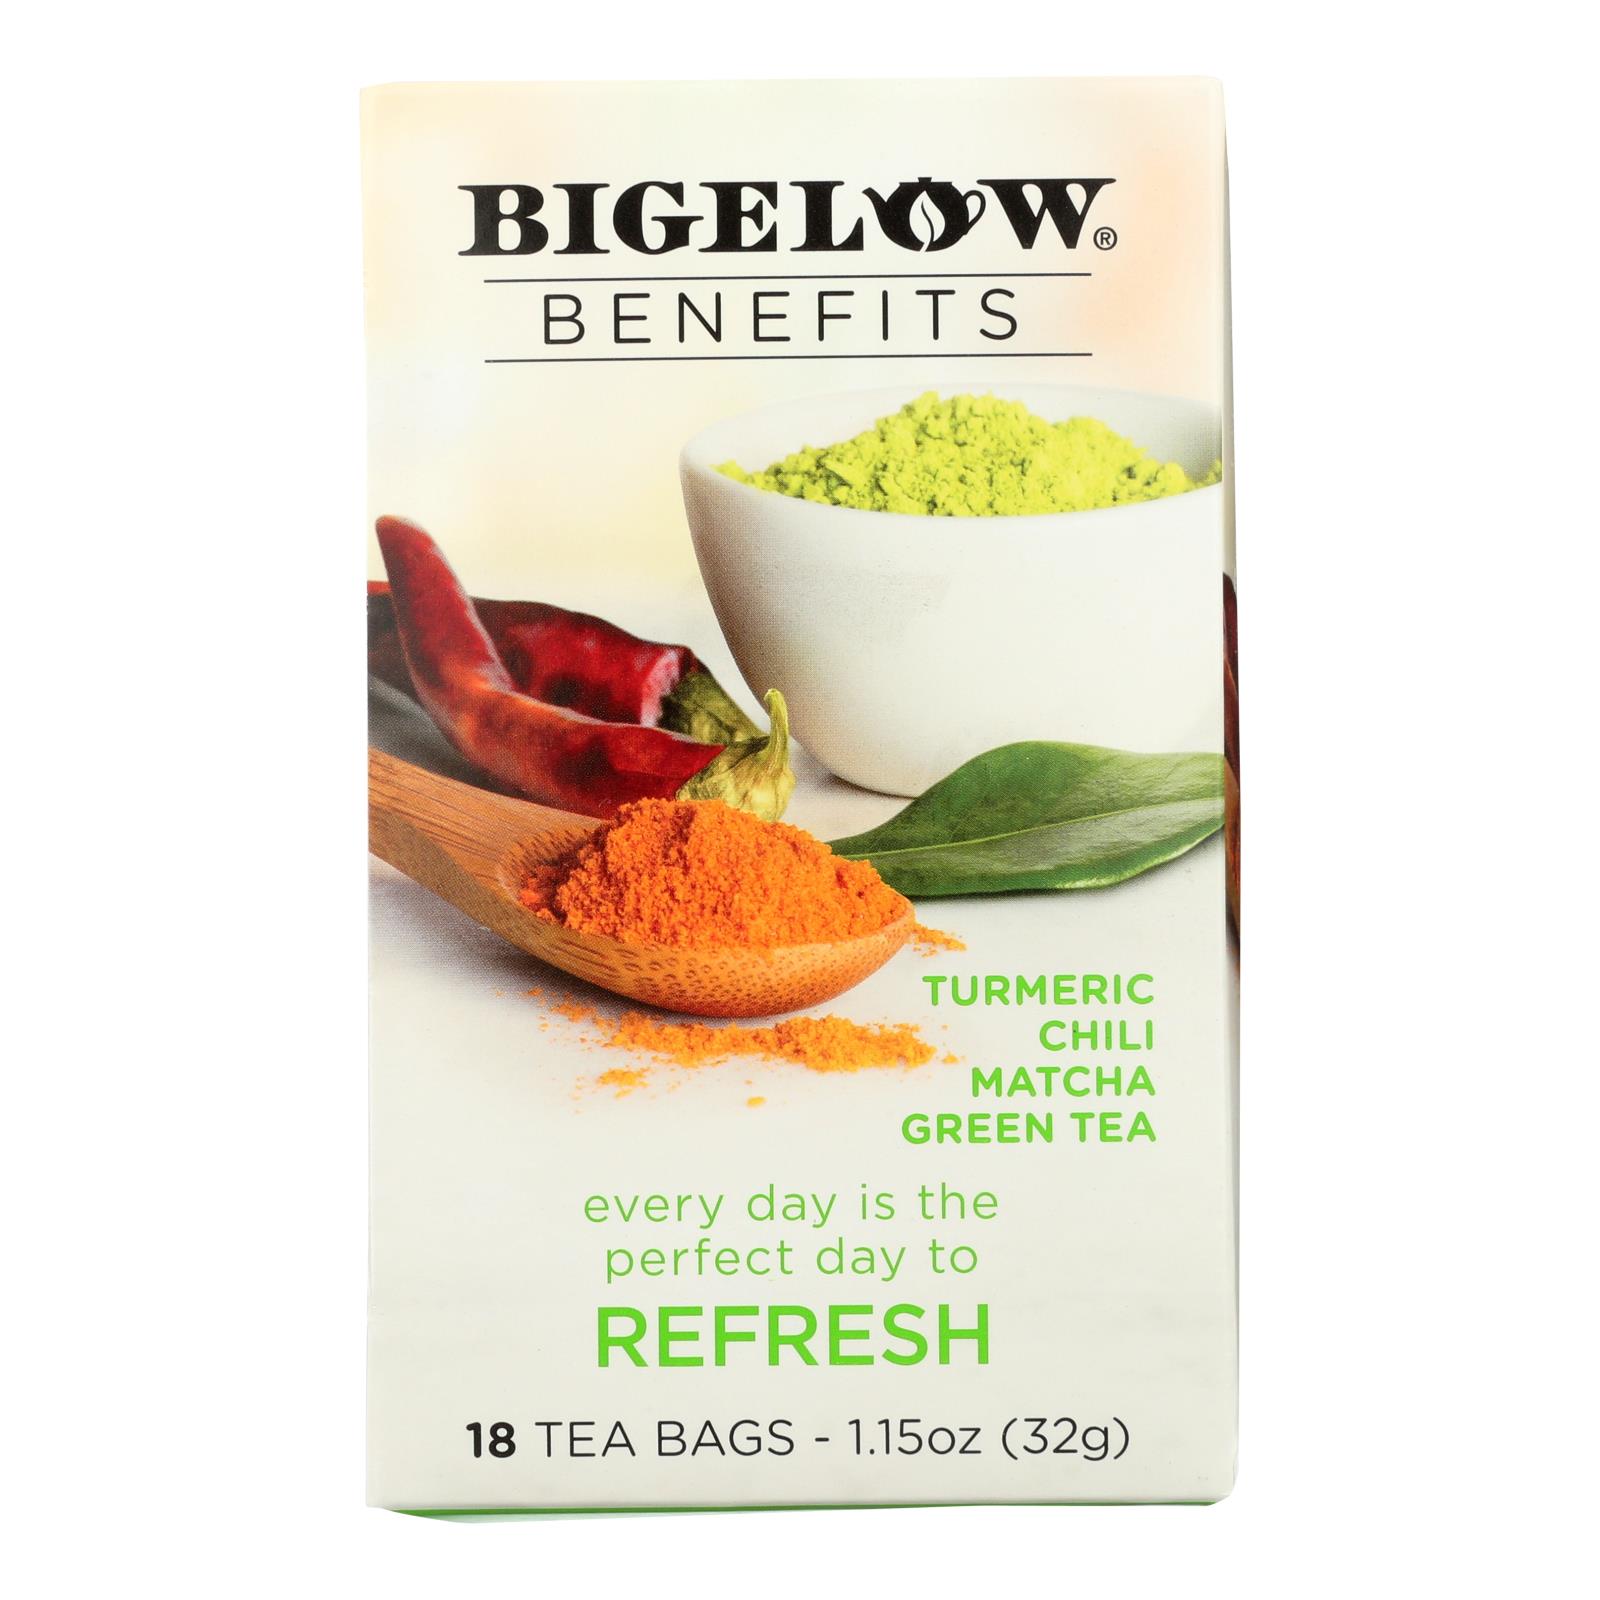 BIGELOW®
BENEFITS
TURMERIC
CHILI
MATCHA
GREEN TEA
every day is the
perfect day to
REFRESH
18 TEA BAGS - 1.15oz (32g)